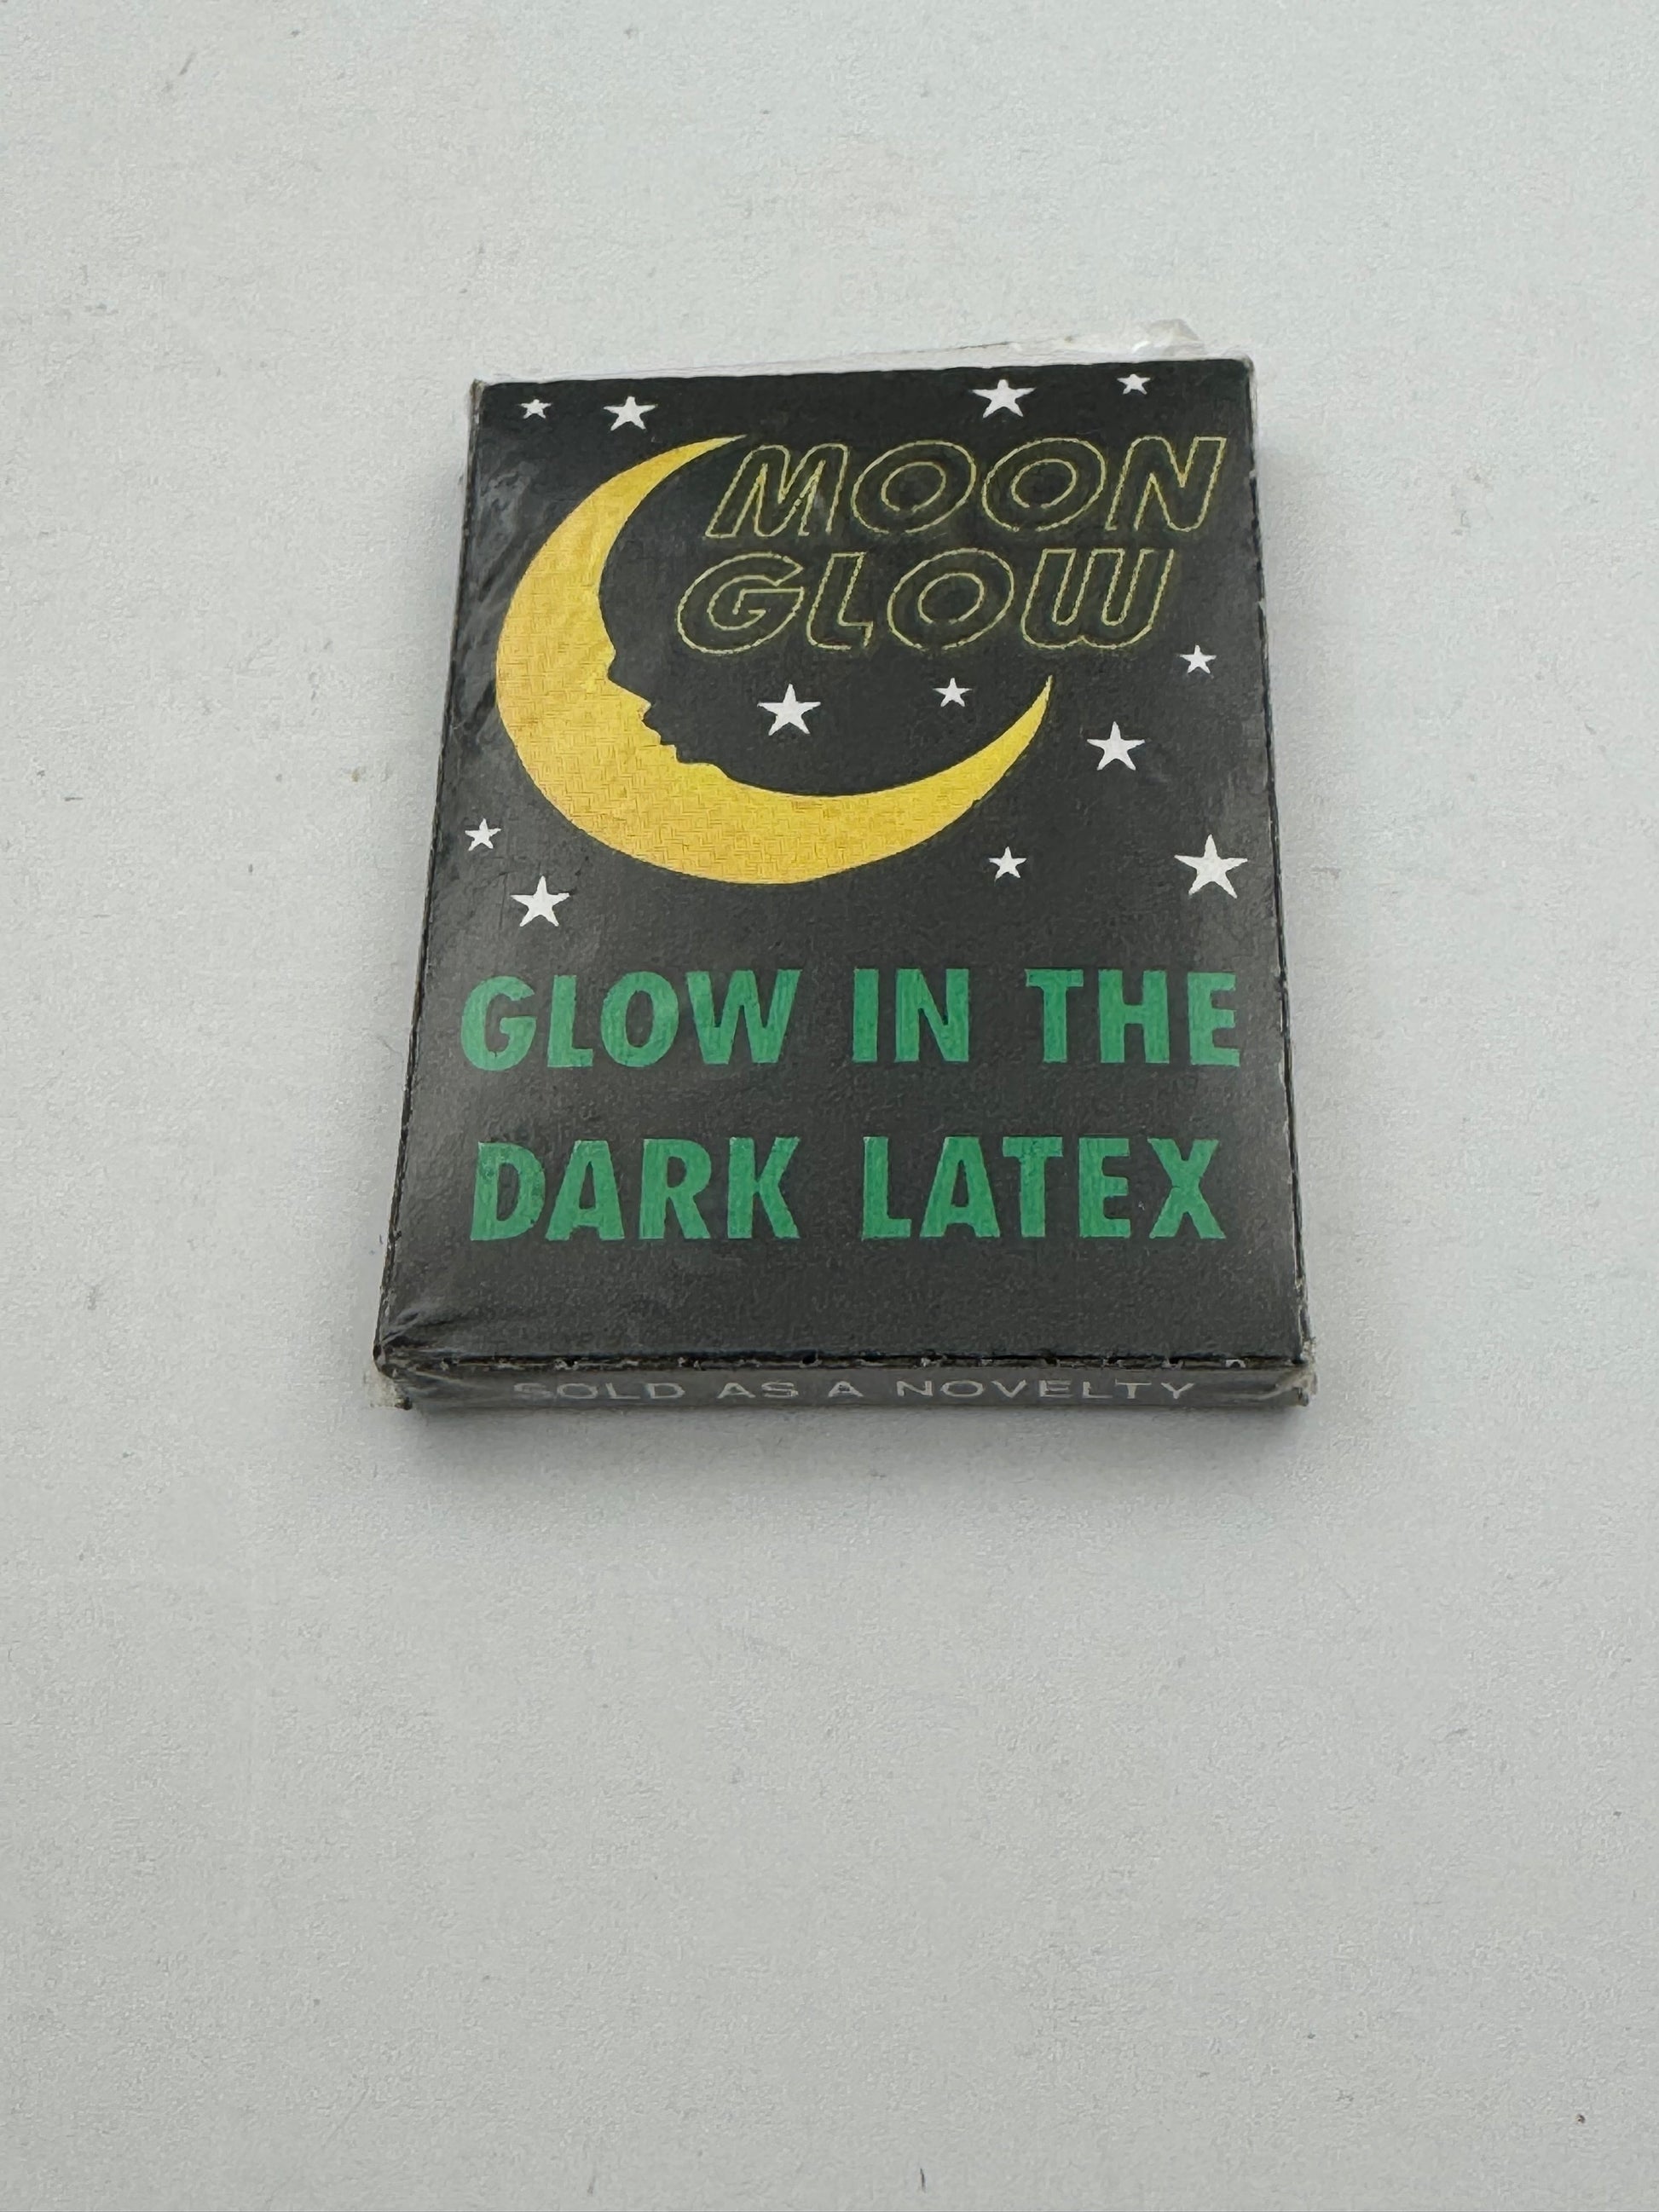 MOON
GLOW
GLOW IN THE
DARK LATEX
SOLD AS A NOVELTY